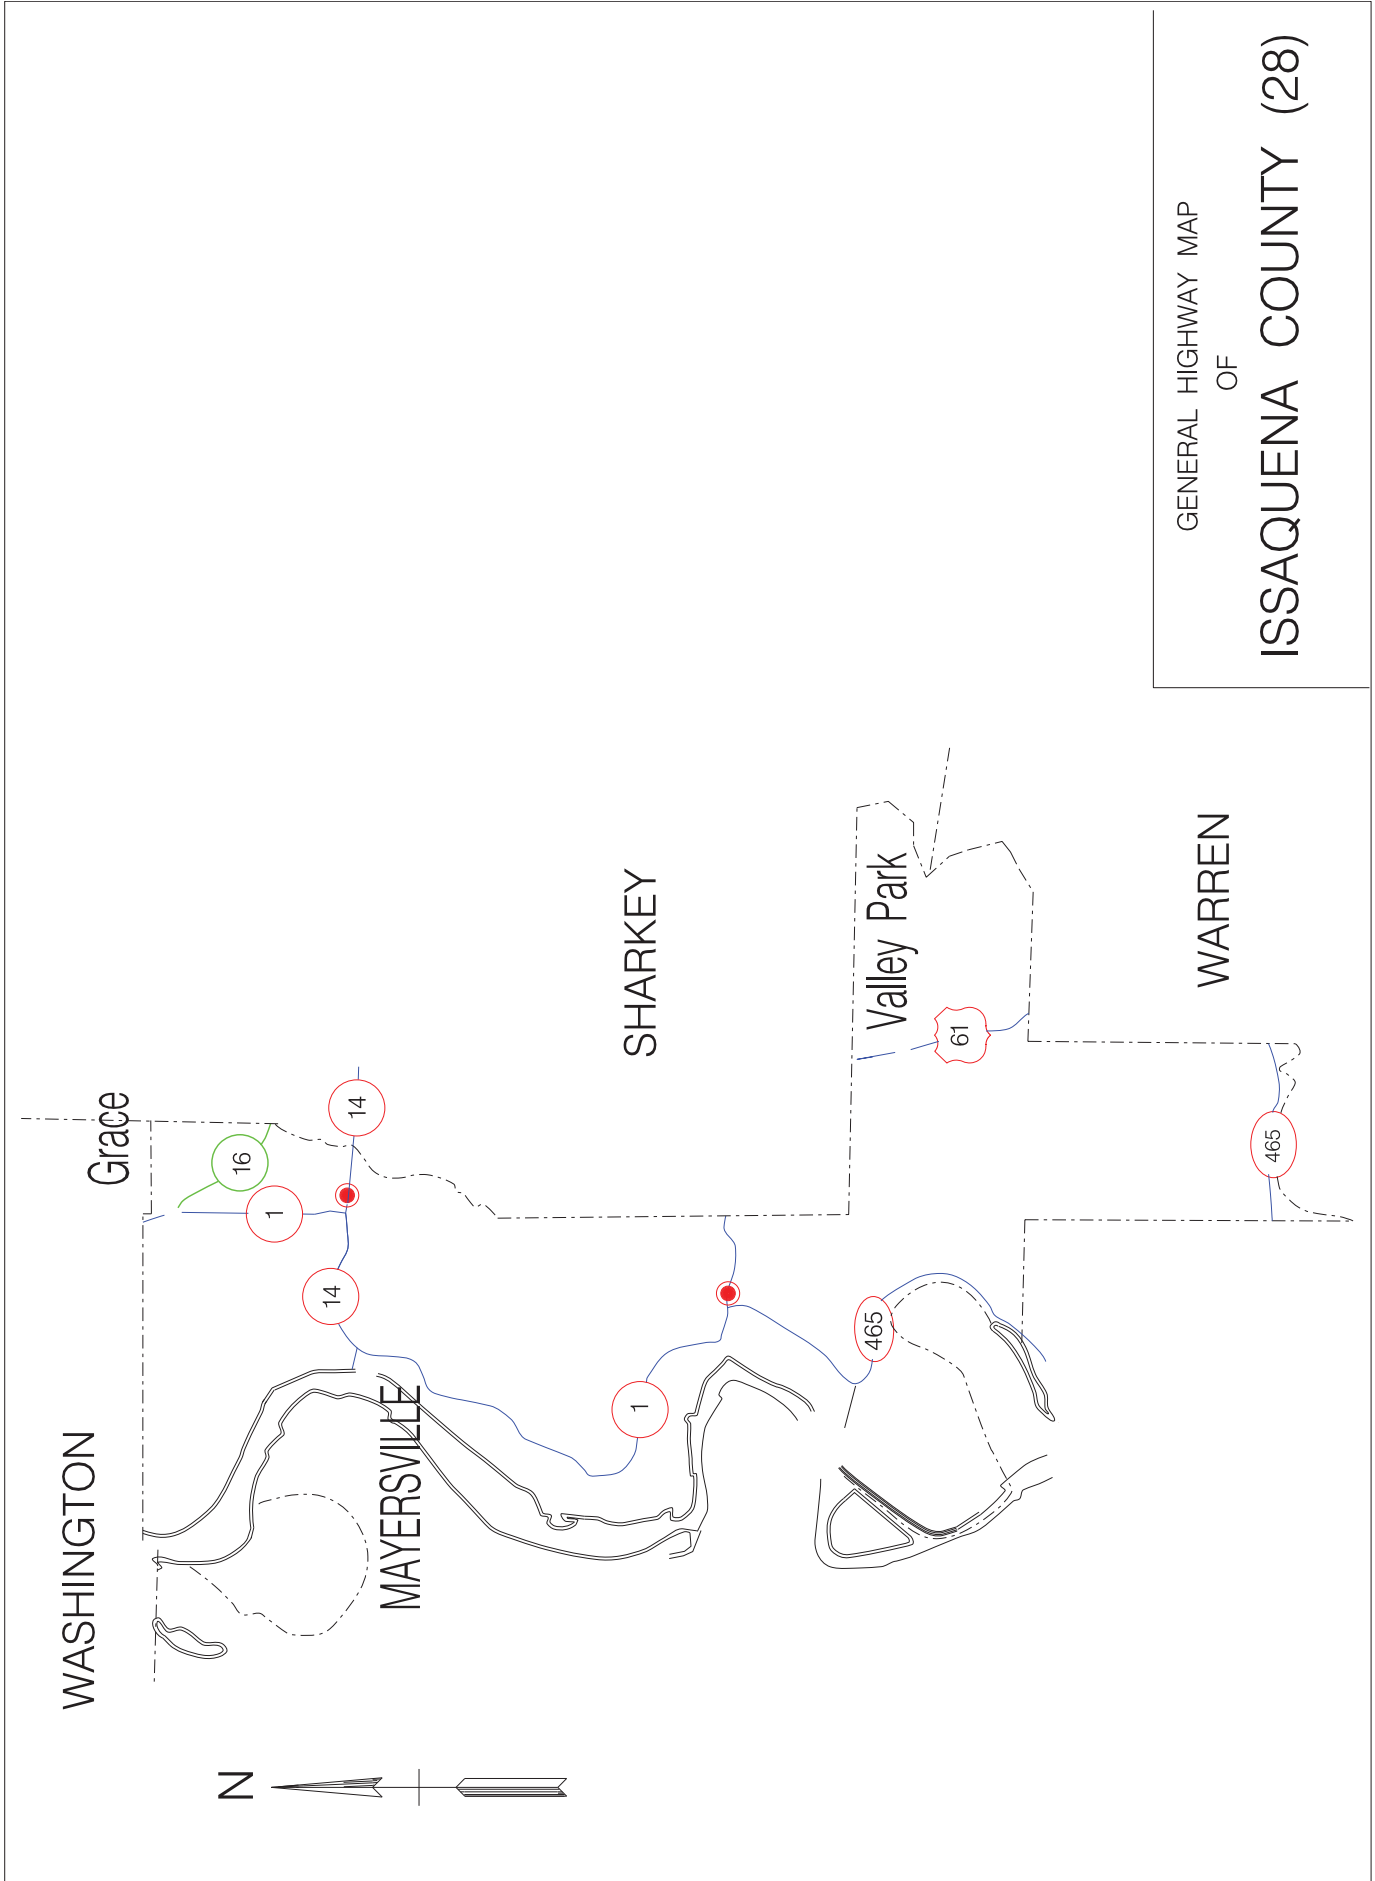 N
WASHINGTON
Grace
16
1
14
14
MAYERSVILLE
SHARKEY
1
Valley Park
61
465
WARREN
465
GENERAL HIGHWAY MAP
OF
ISSAQUENA COUNTY (28)